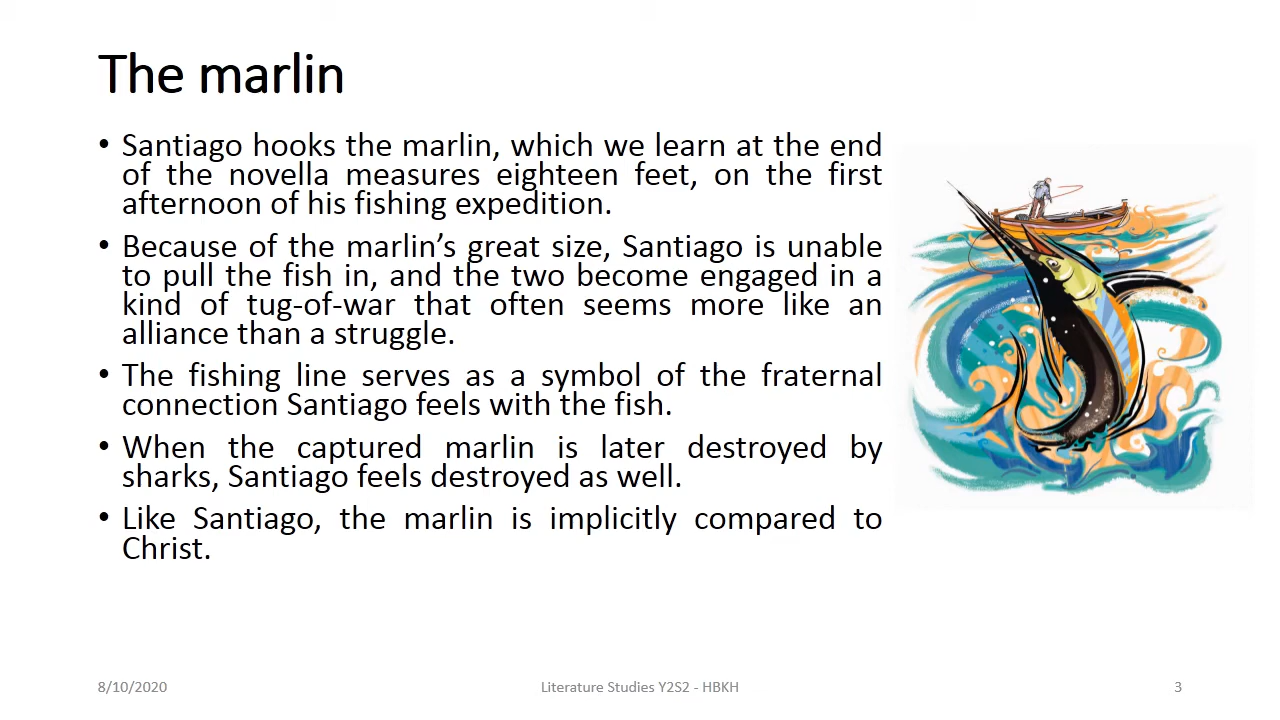 The marlin
• Santiago hooks the marlin, which we learn at the end
of the novella measures eighteen feet, on the first
afternoon of his fishing expedition.
• Because of the marlin’s great size, Santiago is unable
to pull the fish in, and the two become engaged in a
kind of tug-of-war that often seems more like an
alliance than a struggle.
• The fishing line serves as a symbol of the fraternal
connection Santiago feels with the fish.
• When the captured marlin is later destroyed by
sharks, Santiago feels destroyed as well.
• Like Santiago, the marlin is implicitly compared to
Christ.
8/10/2020
Literature Studies Y2S2 - HBKH
3